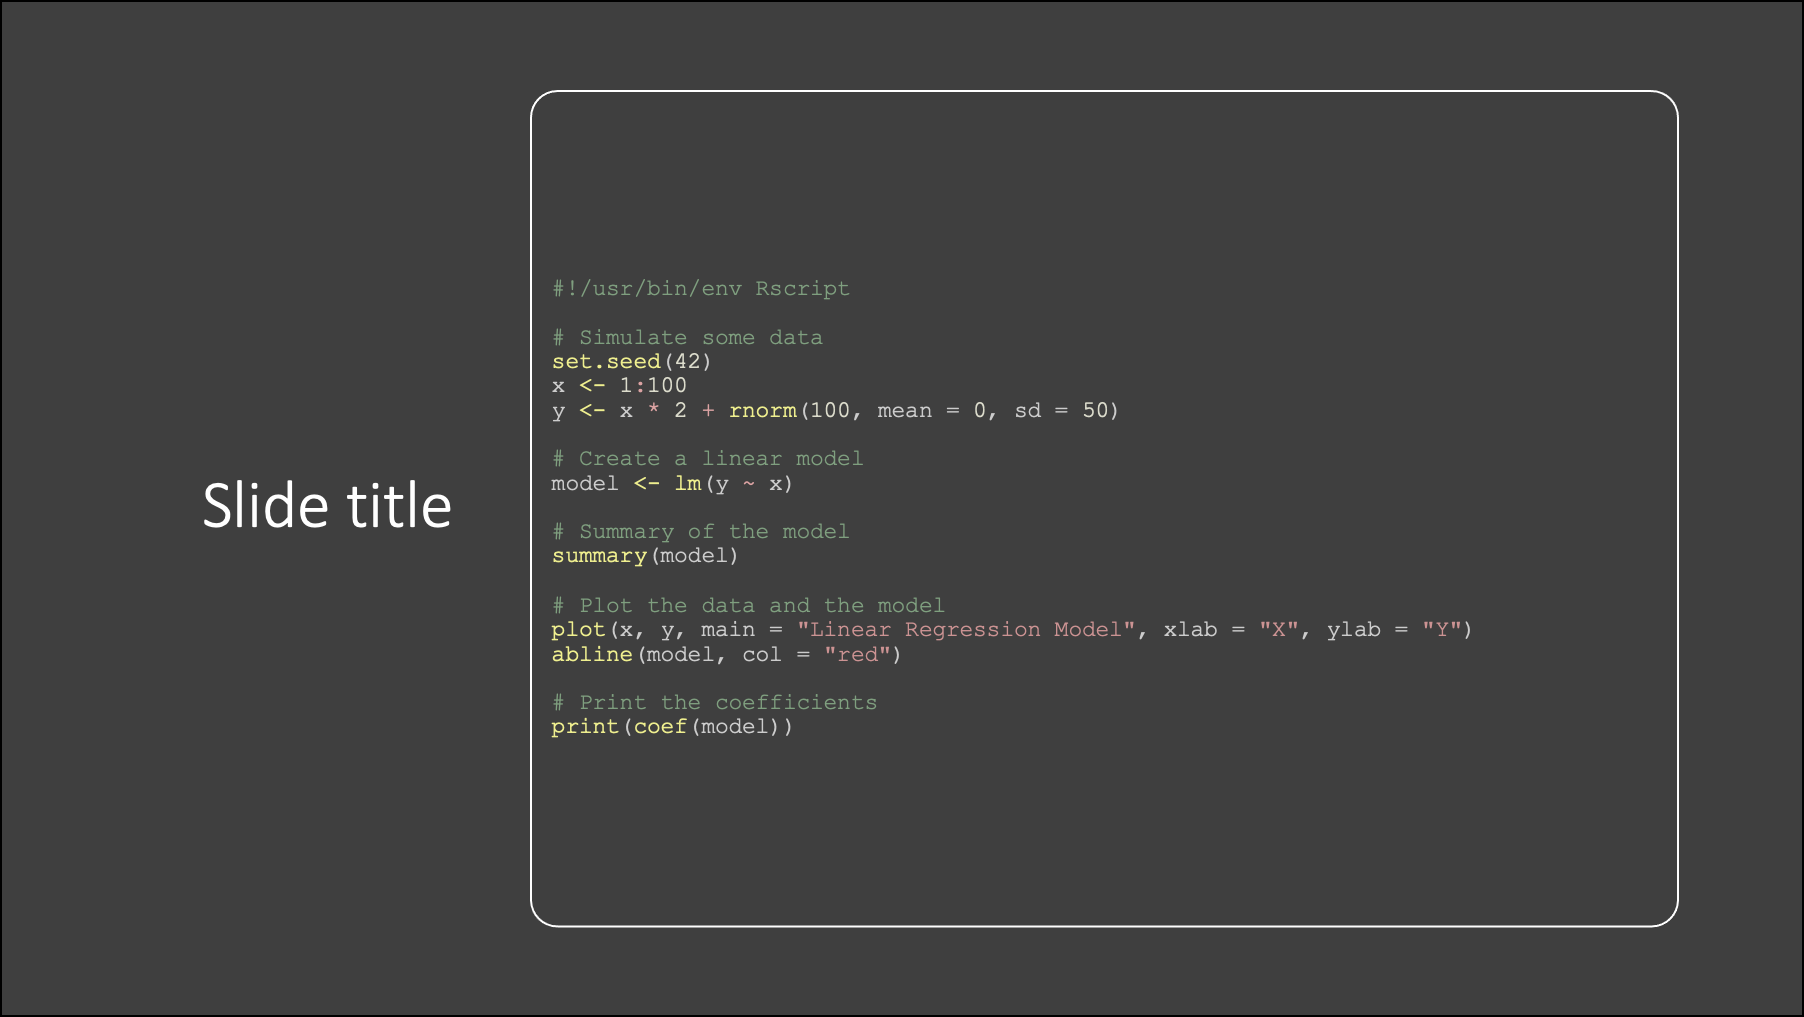 Slide title
#!/usr/bin/env Rscript
# Simulate some data
set.seed(42)
x <- 1:100
y <- x * 2 + rnorm(100, mean = 0, sd = 50)
# Create a linear model
model <- lm(y ~ x)
# Summary of the model
summary(model)
# Plot the data and the model
plot(x, y, main = "Linear Regression Model", xlab = "X", ylab = "Y")
abline(model, col = "red")
# Print the coefficients
print(coef(model))